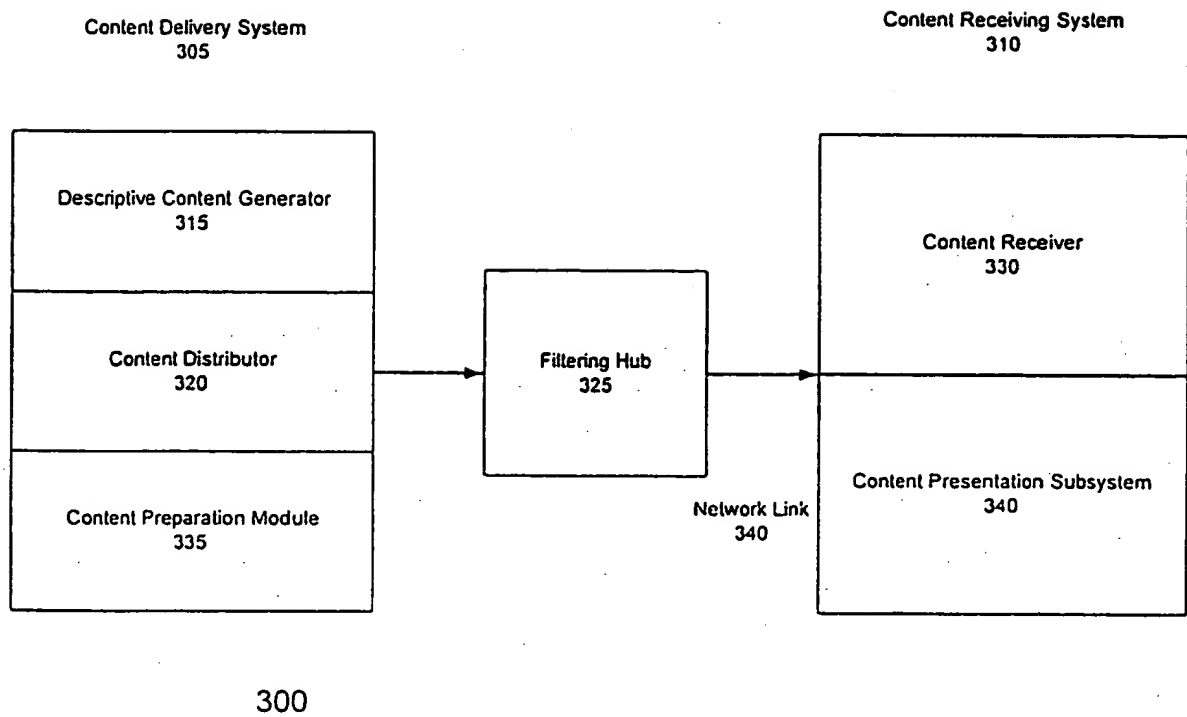 Content Delivery System
305
Content Receiving System
310
Descriptive Content Generator
315
Content Distributor
320
Content Preparation Module
335
Filtering Hub
325
Network Link
340
Content Receiver
330
Content Presentation Subsystem
340
300